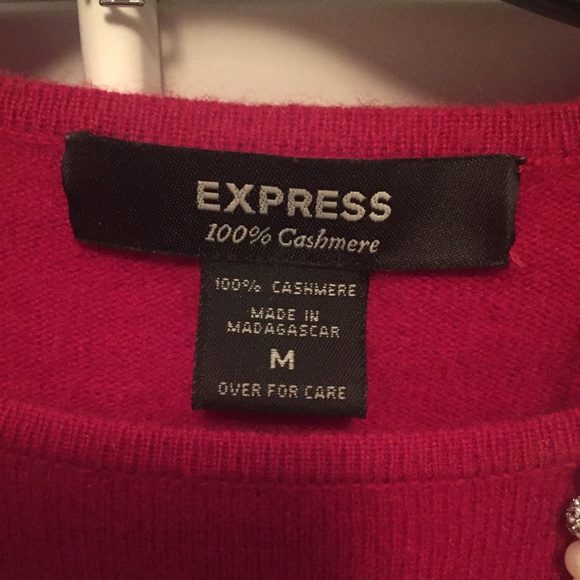 EXPRESS
100% Cashmere
100% CASHMERE
MADE IN
MADAGASCAR
M
OVER FOR CARE